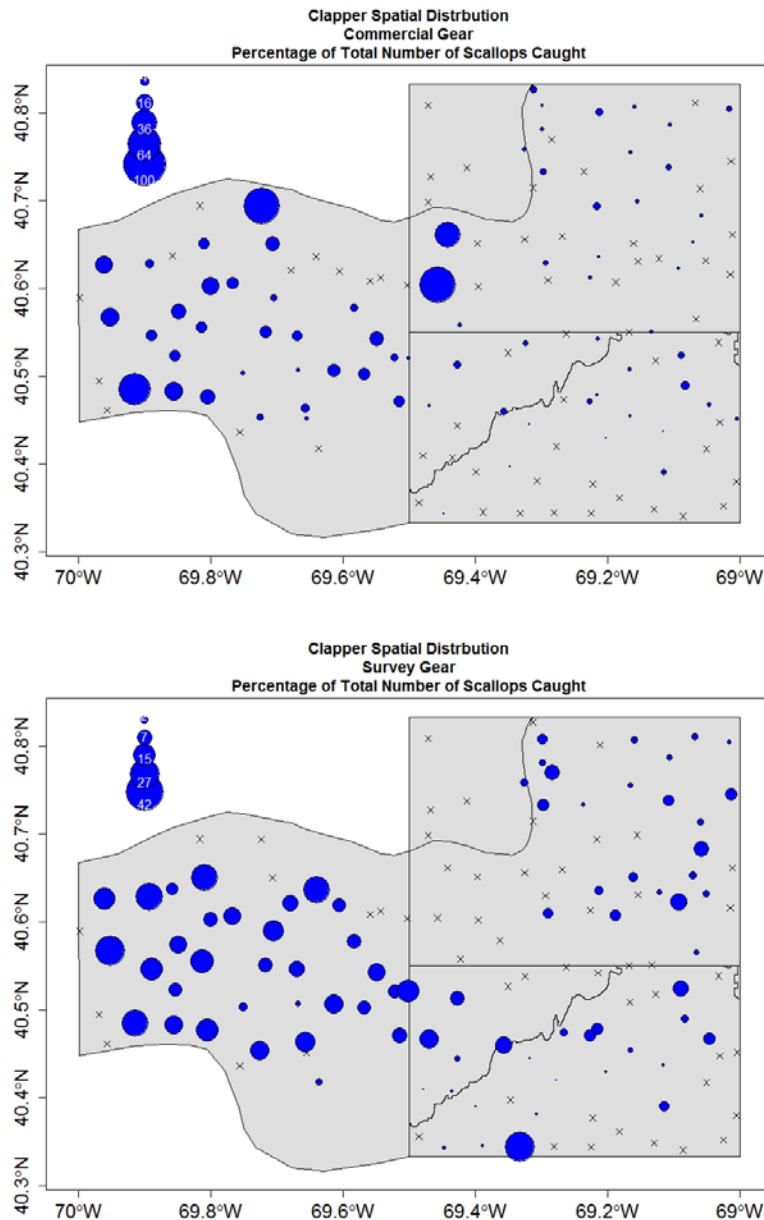 Clapper Spatial Distrbution
Commercial Gear
Percentage of Total Number of Scallops Caught
16
36
64
100
40.8°N
40.7°N
40.6°N
40.5°N
40.4°N
40.3°N
70°W
69.8°W
69.6°W
69.4°W
69.2°W
69°W
Clapper Spatial Distrbution
Survey Gear
Percentage of Total Number of Scallops Caught
7
15
27
42
40.8°N
40.7°N
40.6°N
40.5°N
40.4°N
40.3°N
70°W
69.8°W
69.6°W
69.4°W
69.2°W
69°W